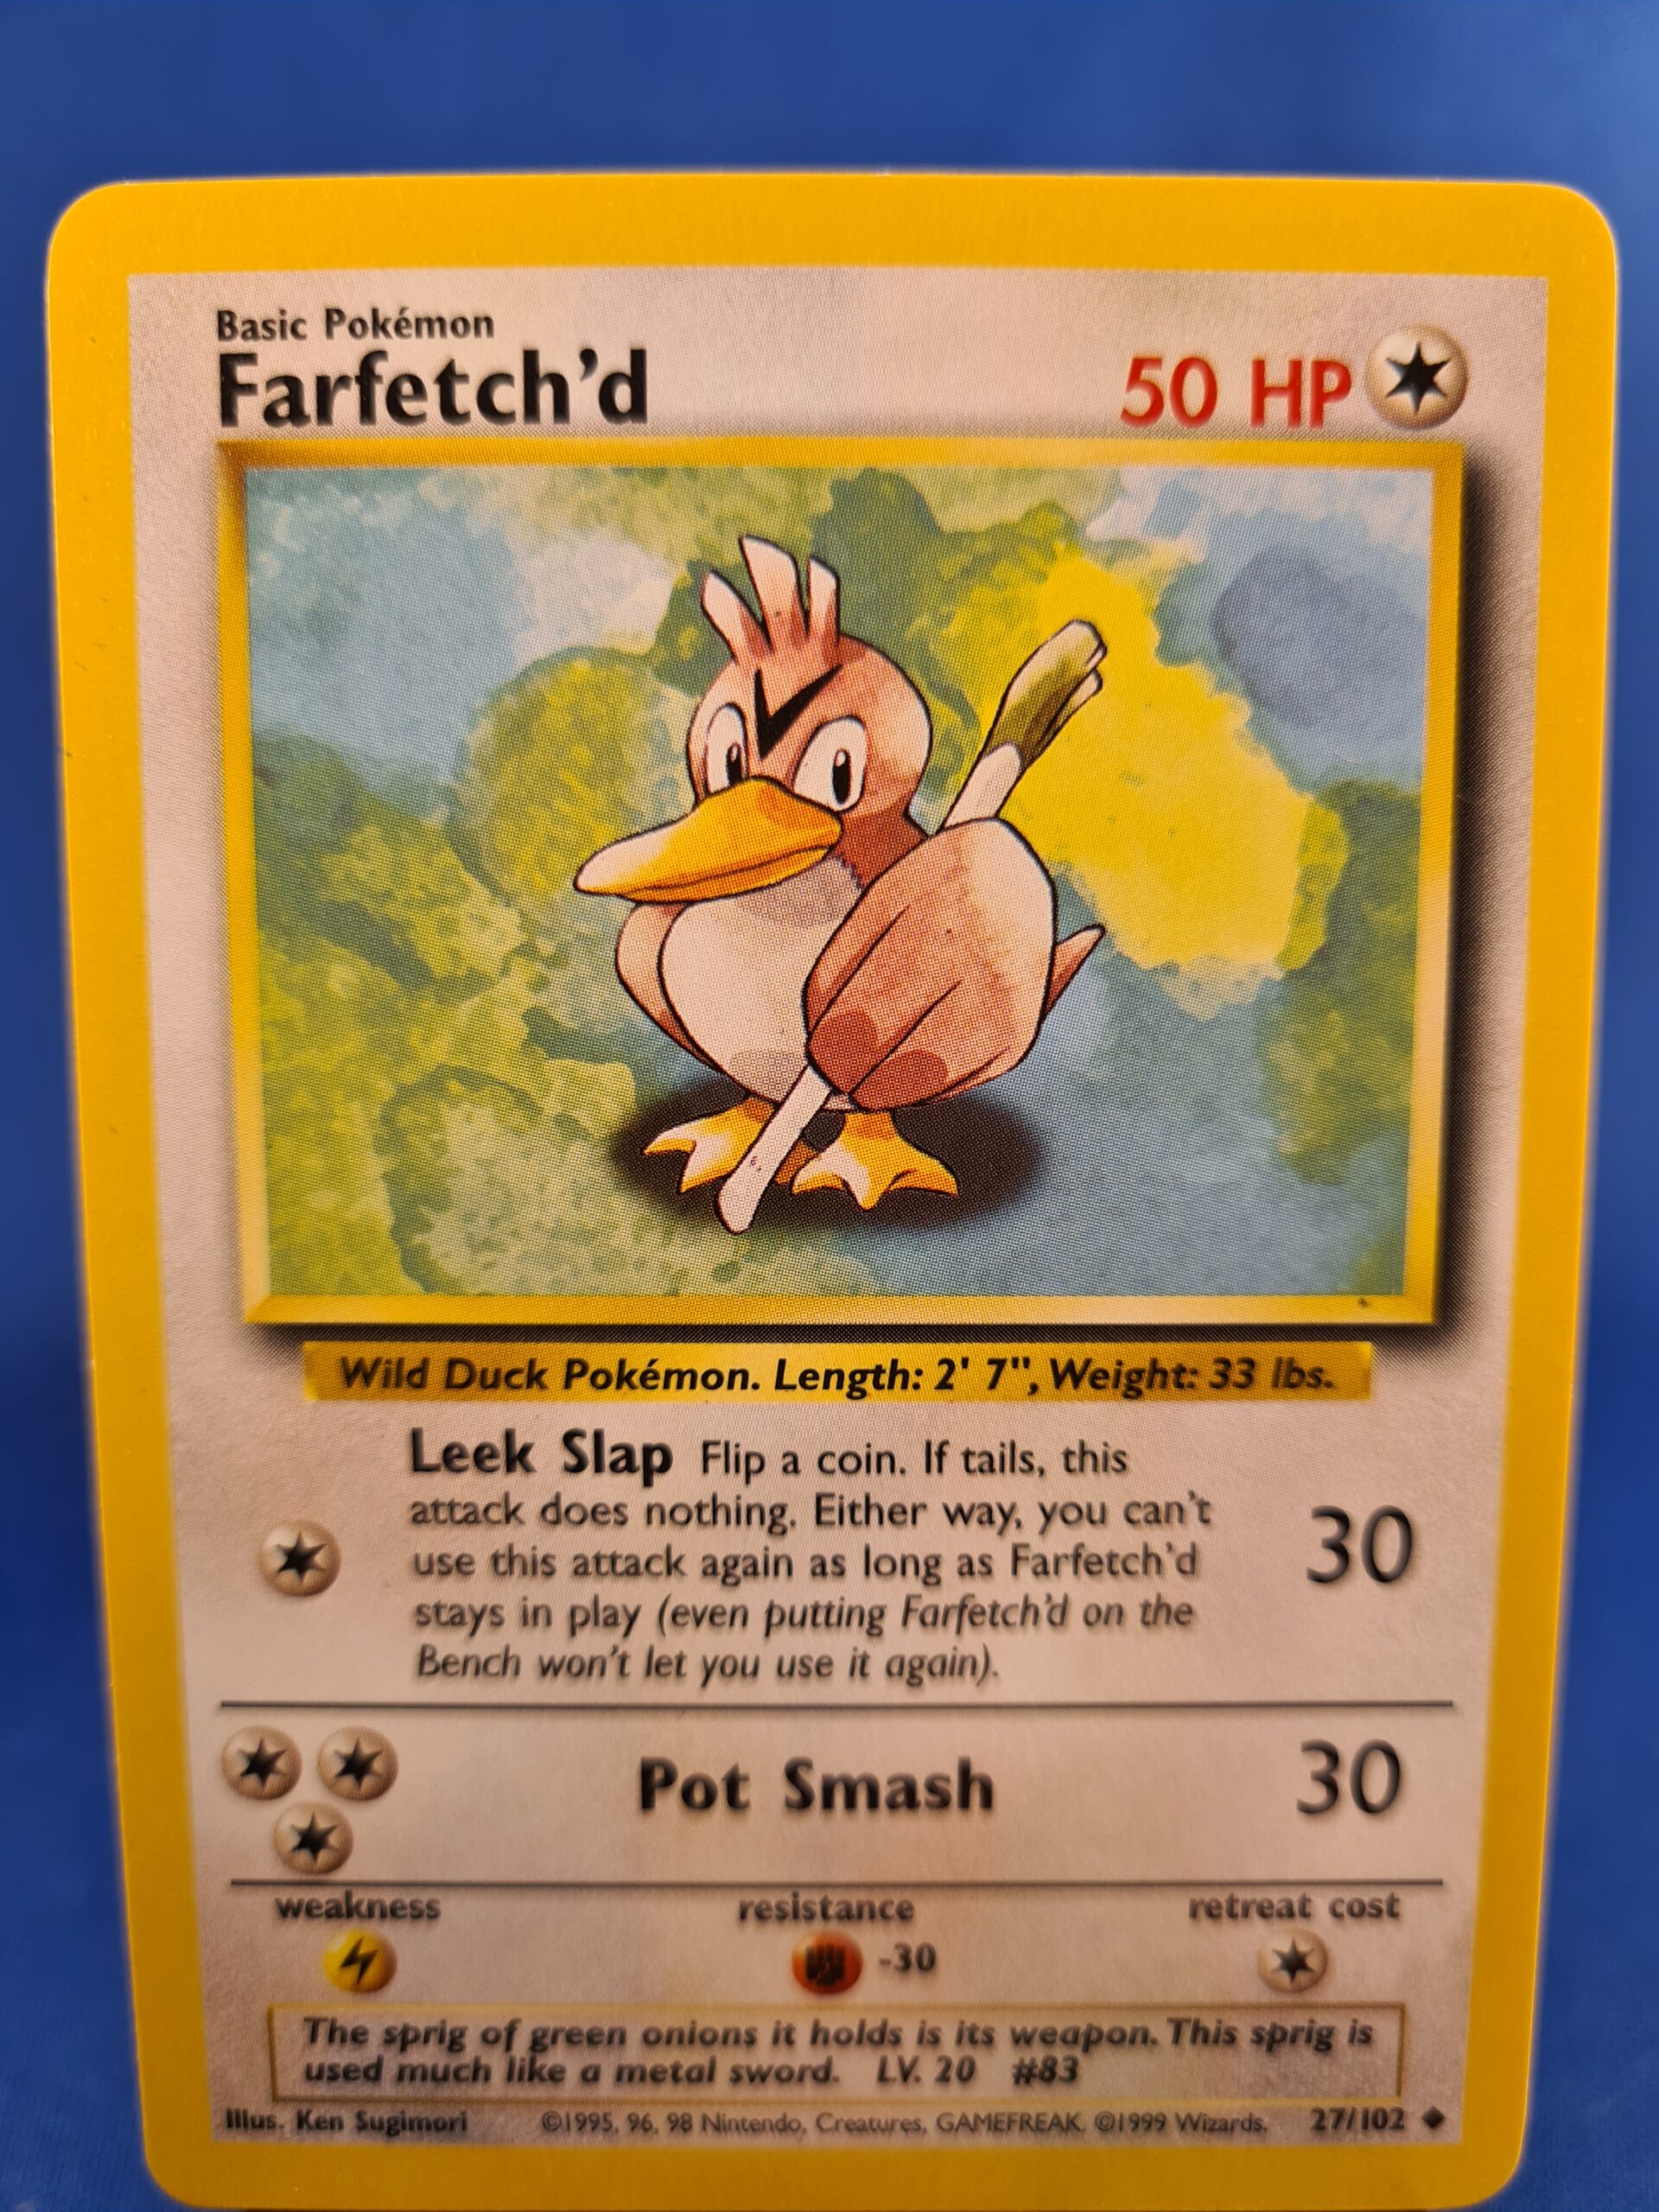 Basic Pokémon
Farfetch'd
50 HP
Wild Duck Pokémon. Length: 2' 7", Weight: 33 lbs.
Leek Slap Flip a coin. If tails, this
attack does nothing. Either way, you can't
use this attack again as long as Farfetch'd
stays in play (even putting Farfetch'd on the
Bench won't let you use it again).
30
Pot Smash
30
weakness
resistance
retreat cost
-30
The sprig of green onions it holds is its weapon. This sprig is
used much like a metal sword. LV. 20 #83
Illus. Ken Sugimori ©1995, 96, 98 Nintendo, Creatures, GAMEFREAK. ©1999 Wizards. 27/102